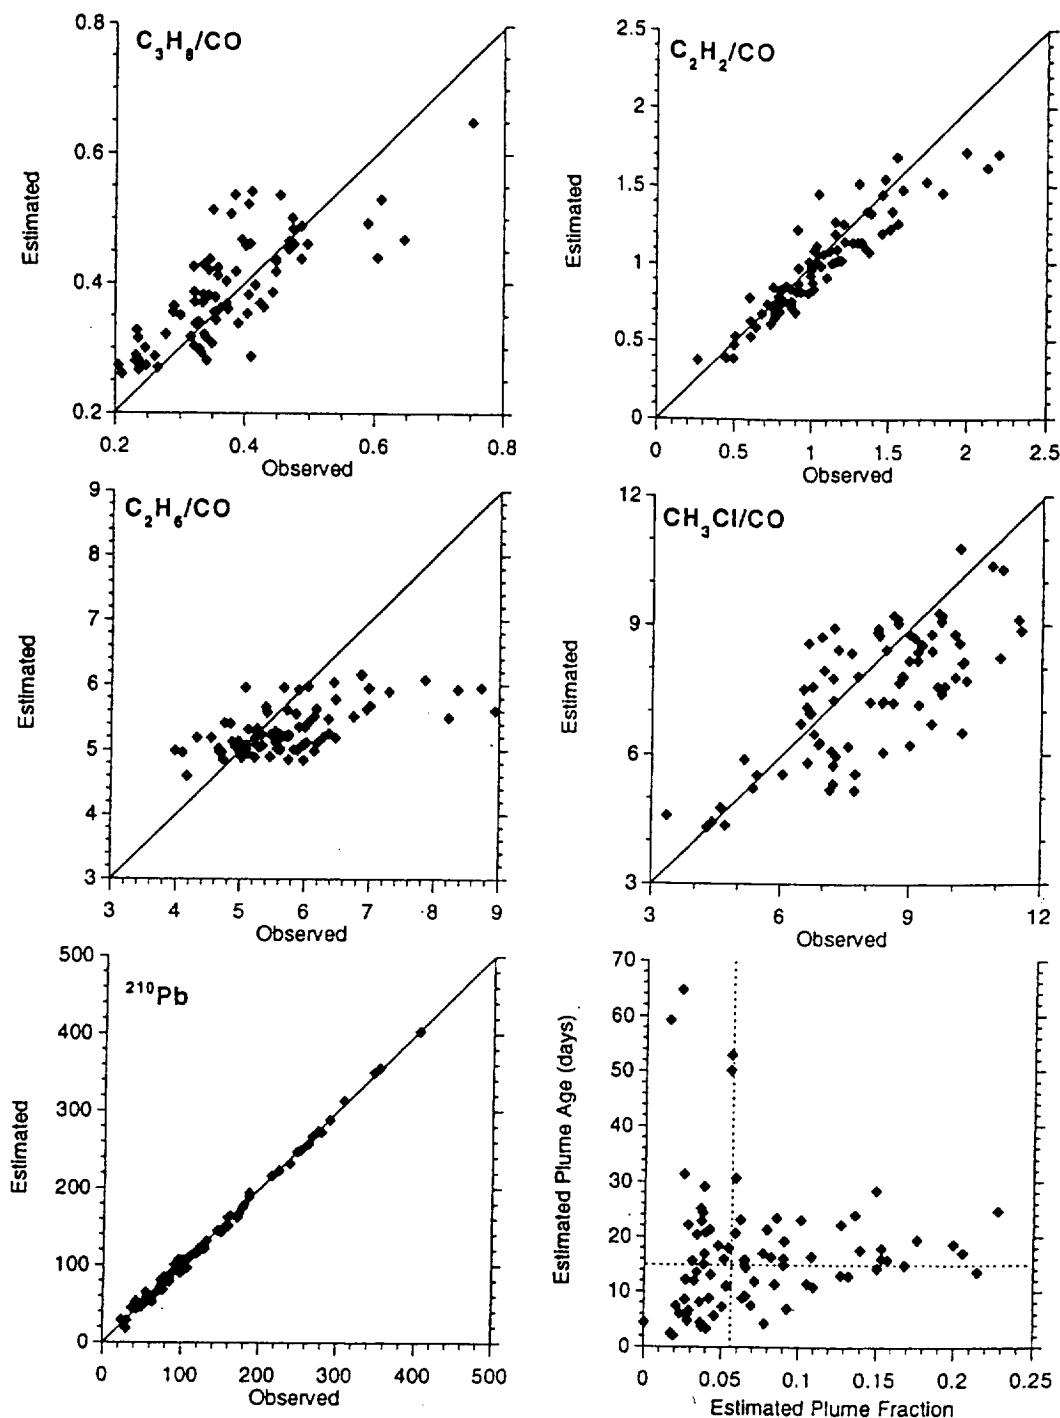 C3H8/CO
0.8
0.6
0.4
0.2
Estimated
0.2 0.4 0.6 0.8
Observed
C2H2/CO
2.5
2
1.5
1
0.5
0
Estimated
0 0.5 1 1.5 2 2.5
Observed
C2H6/CO
9
8
7
6
5
4
3
Estimated
3 4 5 6 7 8 9
Observed
CH3Cl/CO
12
9
6
3
Estimated
3 6 9 12
Observed
210Pb
500
400
300
200
100
0
Estimated
0 100 200 300 400 500
Observed
70
60
50
40
30
20
10
0
Estimated Plume Age (days)
0 0.05 0.1 0.15 0.2 0.25
Estimated Plume Fraction